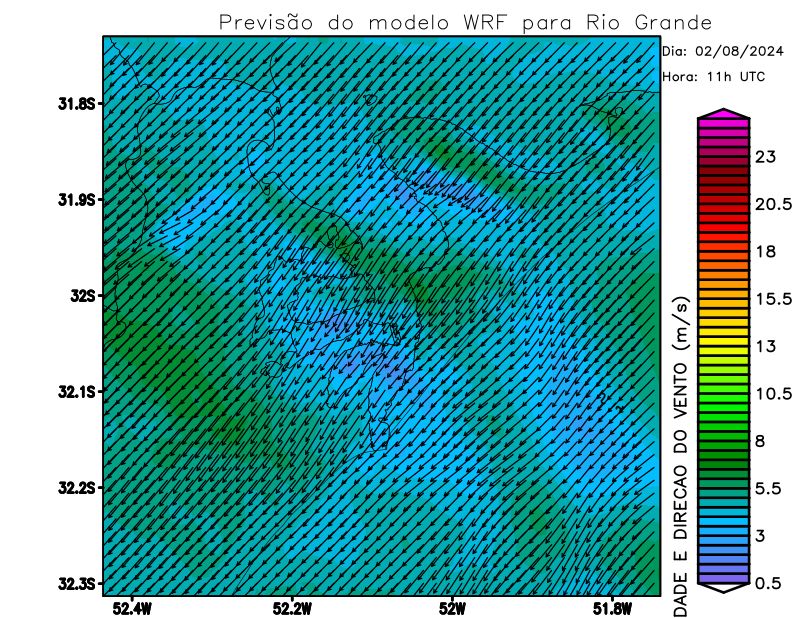 Previsão do modelo WRF para Rio Grande
Dia: 02/08/2024
Hora: 11h UTC
31.8S
31.9S
32S
32.1S
32.2S
32.3S
52.4W
52.2W
52W
51.8W
23
20.5
18
15.5
13
10.5
8
5.5
3
0.5
DADE E DIRECAO DO VENTO (m/s)